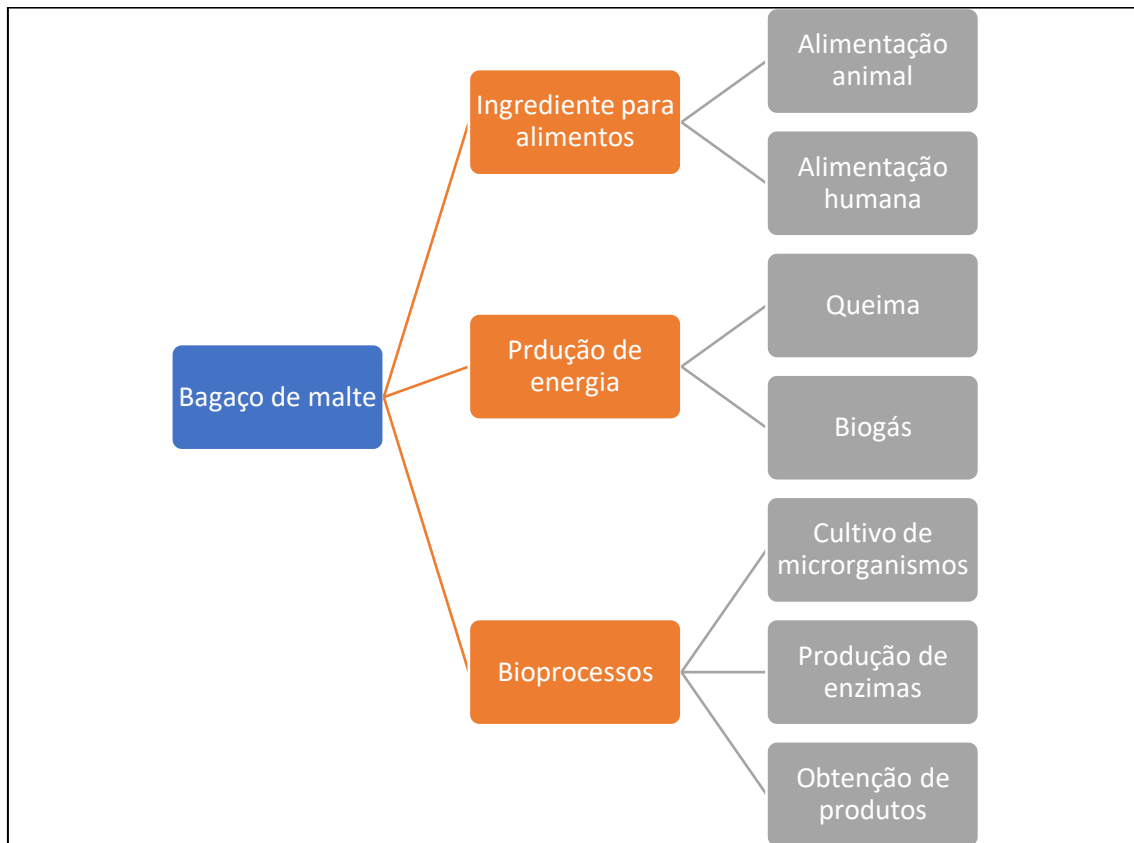 Bagaço de malte
Ingrediente para
alimentos
Alimentação
animal
Alimentação
humana
Prdução de
energia
Queima
Biogás
Bioprocessos
Cultivo de
microrganismos
Produção de
enzimas
Obtenção de
produtos